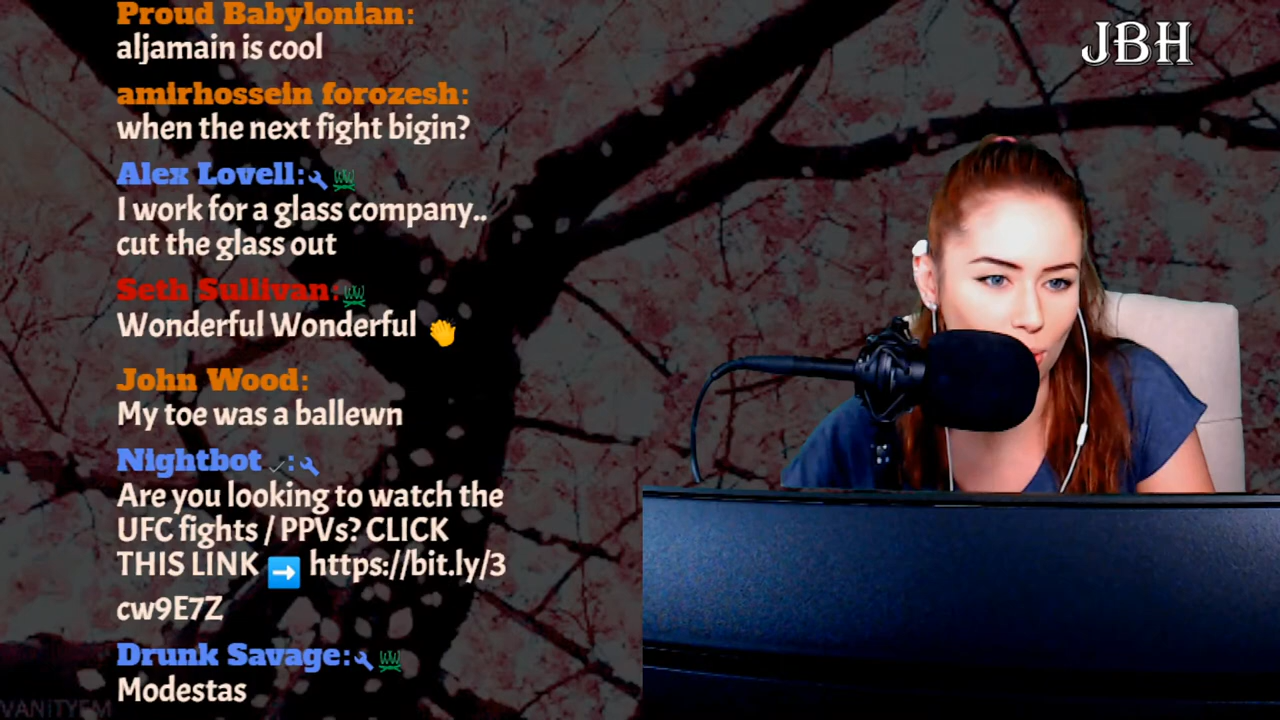 Proud Babylonian:
aljamain is cool
amirhossein forozesh:
when the next fight bigin?
Alex Lovell:
I work for a glass company..
cut the glass out
Seth Sullivan:
Wonderful Wonderful 👏
John Wood:
My toe was a ballewn
Nightbot ✓:
Are you looking to watch the
UFC fights / PPVs? CLICK
THIS LINK ➡️ https://bit.ly/3
cw9E7Z
Drunk Savage:
Modestas
JBH
VANITYFM